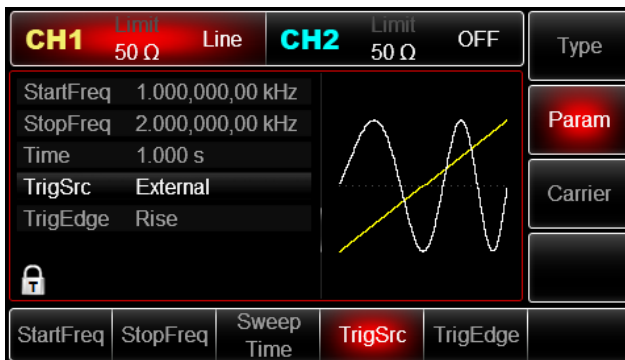 CH1 Limit 50 Ω Line CH2 Limit 50 Ω OFF Type
StartFreq 1.000,000,00 kHz
StopFreq 2.000,000,00 kHz
Param
Time 1.000 s
TrigSrc External
Carrier
TrigEdge Rise
T
StartFreq StopFreq Sweep Time TrigSrc TrigEdge